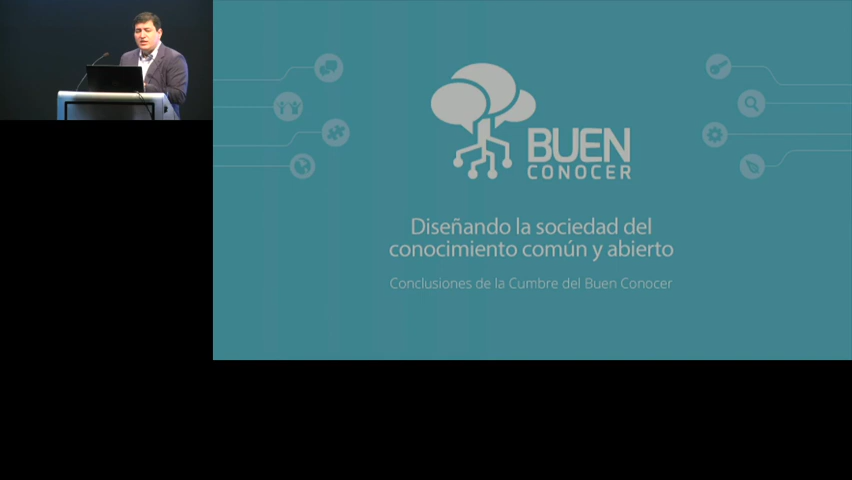 BUEN
CONOCER
Diseñando la sociedad del
conocimiento común y abierto
Conclusiones de la Cumbre del Buen Conocer